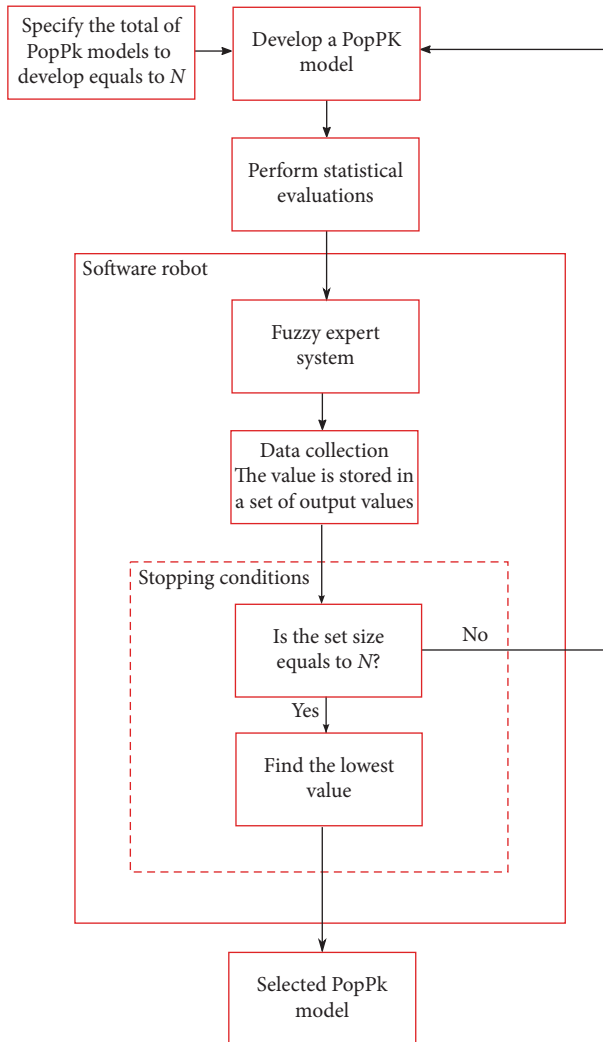 Specify the total of
PopPk models to
develop equals to N
Develop a PopPK
model
Perform statistical
evaluations
Software robot
Fuzzy expert
system
Data collection
The value is stored in
a set of output values
Stopping conditions
Is the set size
equals to N?
No
Yes
Find the lowest
value
Selected PopPk
model